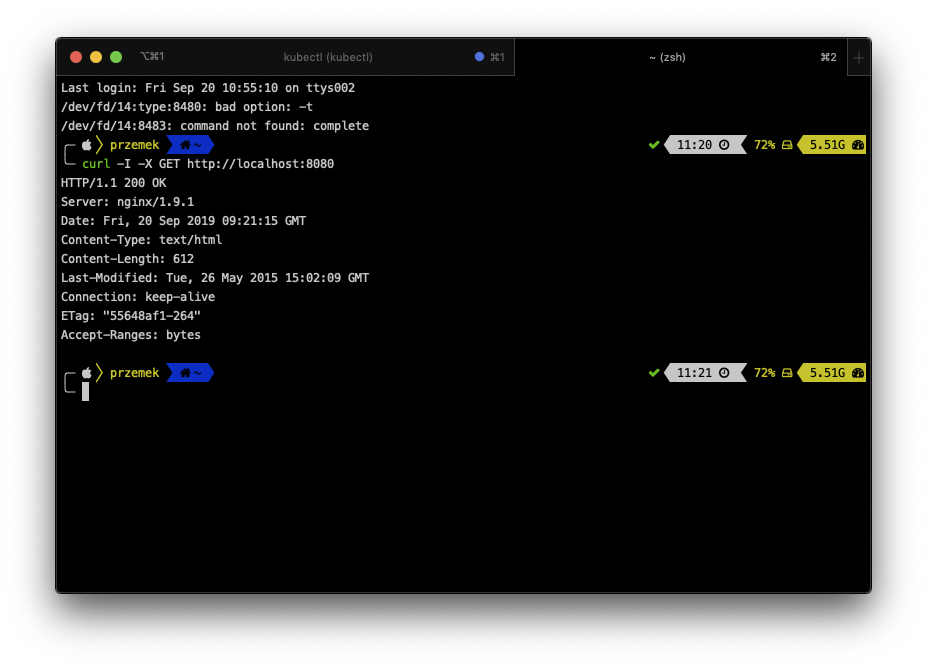 ⌥⌘1 kubectl (kubectl) ⌘1 ~ (zsh) ⌘2 +
Last login: Fri Sep 20 10:55:10 on ttys002
/dev/fd/14:type:8480: bad option: -t
/dev/fd/14:8483: command not found: complete
przemek ~ 11:20 72% 5.51G
curl -I -X GET http://localhost:8080
HTTP/1.1 200 OK
Server: nginx/1.9.1
Date: Fri, 20 Sep 2019 09:21:15 GMT
Content-Type: text/html
Content-Length: 612
Last-Modified: Tue, 26 May 2015 15:02:09 GMT
Connection: keep-alive
ETag: "55648af1-264"
Accept-Ranges: bytes
przemek ~ 11:21 72% 5.51G